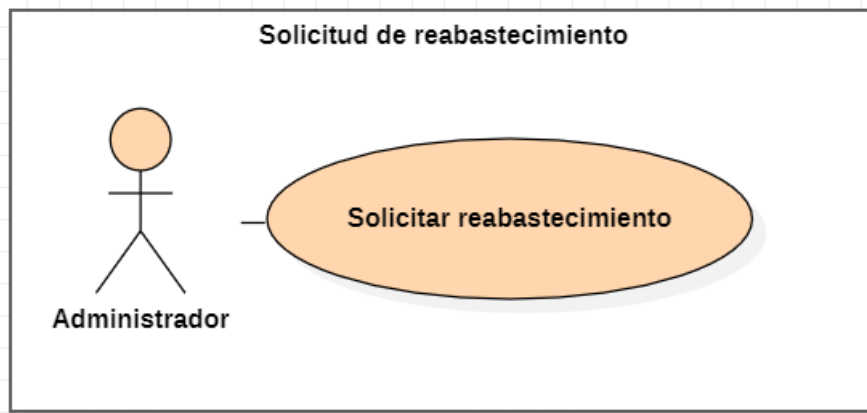 Solicitud de reabastecimiento
Solicitar reabastecimiento
Administrador